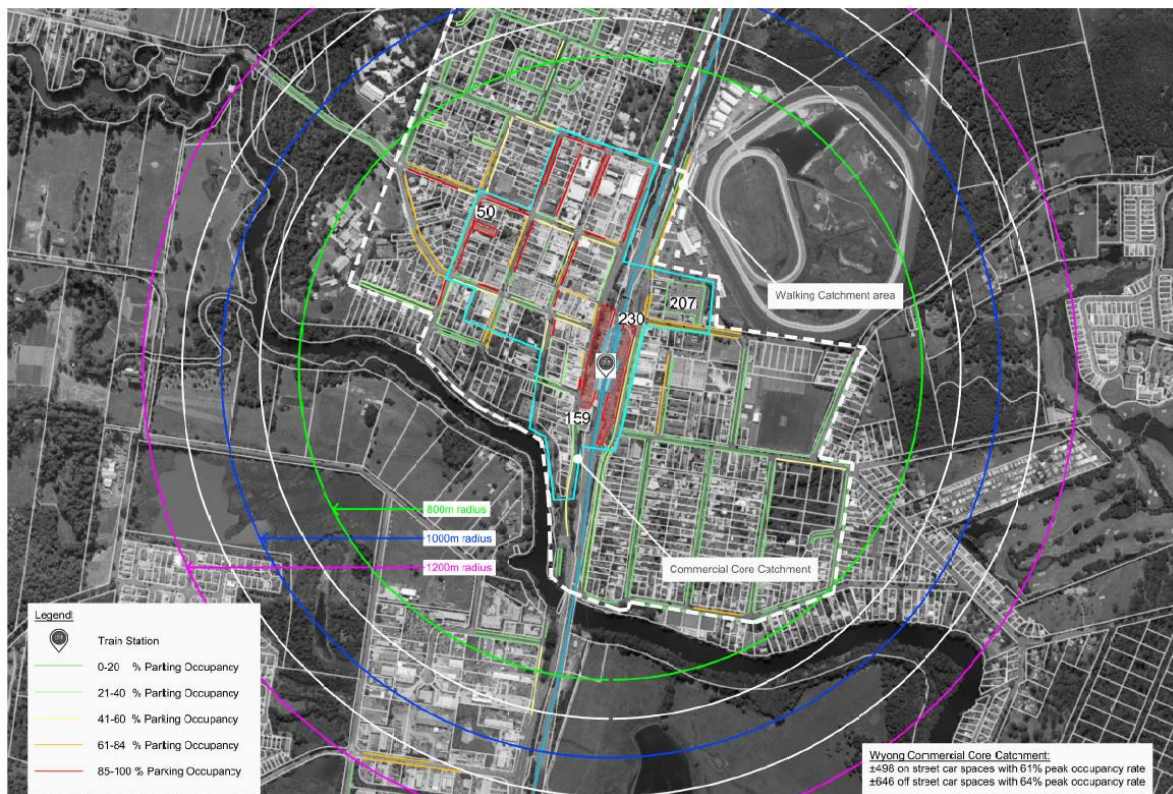 50
207
230
159
Walking Catchment area
800m radius
1000m radius
1200m radius
Commercial Core Catchment
Legend
Train Station
0-20 % Parking Occupancy
21-40 % Parking Occupancy
41-60 % Parking Occupancy
61-84 % Parking Occupancy
85-100 % Parking Occupancy
Wyong Commercial Core Catchment:
±498 on street car spaces with 61% peak occupancy rate
±646 off street car spaces with 64% peak occupancy rate